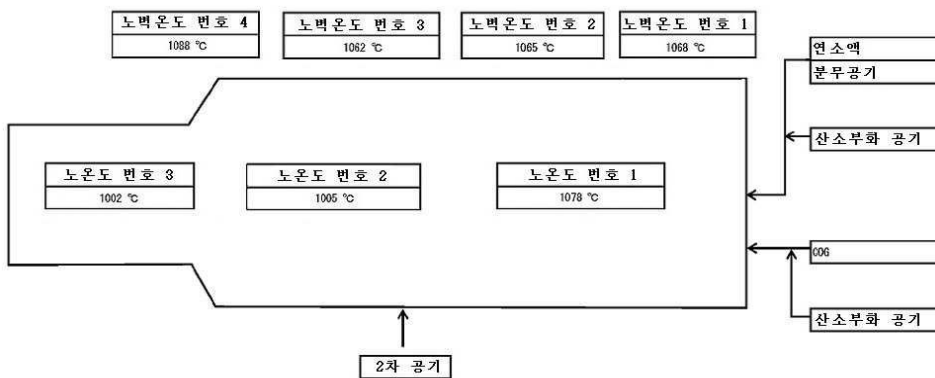 노벽온도 번호 4
1088 ℃
노벽온도 번호 3
1062 ℃
노벽온도 번호 2
1065 ℃
노벽온도 번호 1
1068 ℃
연소액
분무공기
산소부화 공기
노온도 번호 3
1002 ℃
노온도 번호 2
1005 ℃
노온도 번호 1
1078 ℃
COG
산소부화 공기
2차 공기